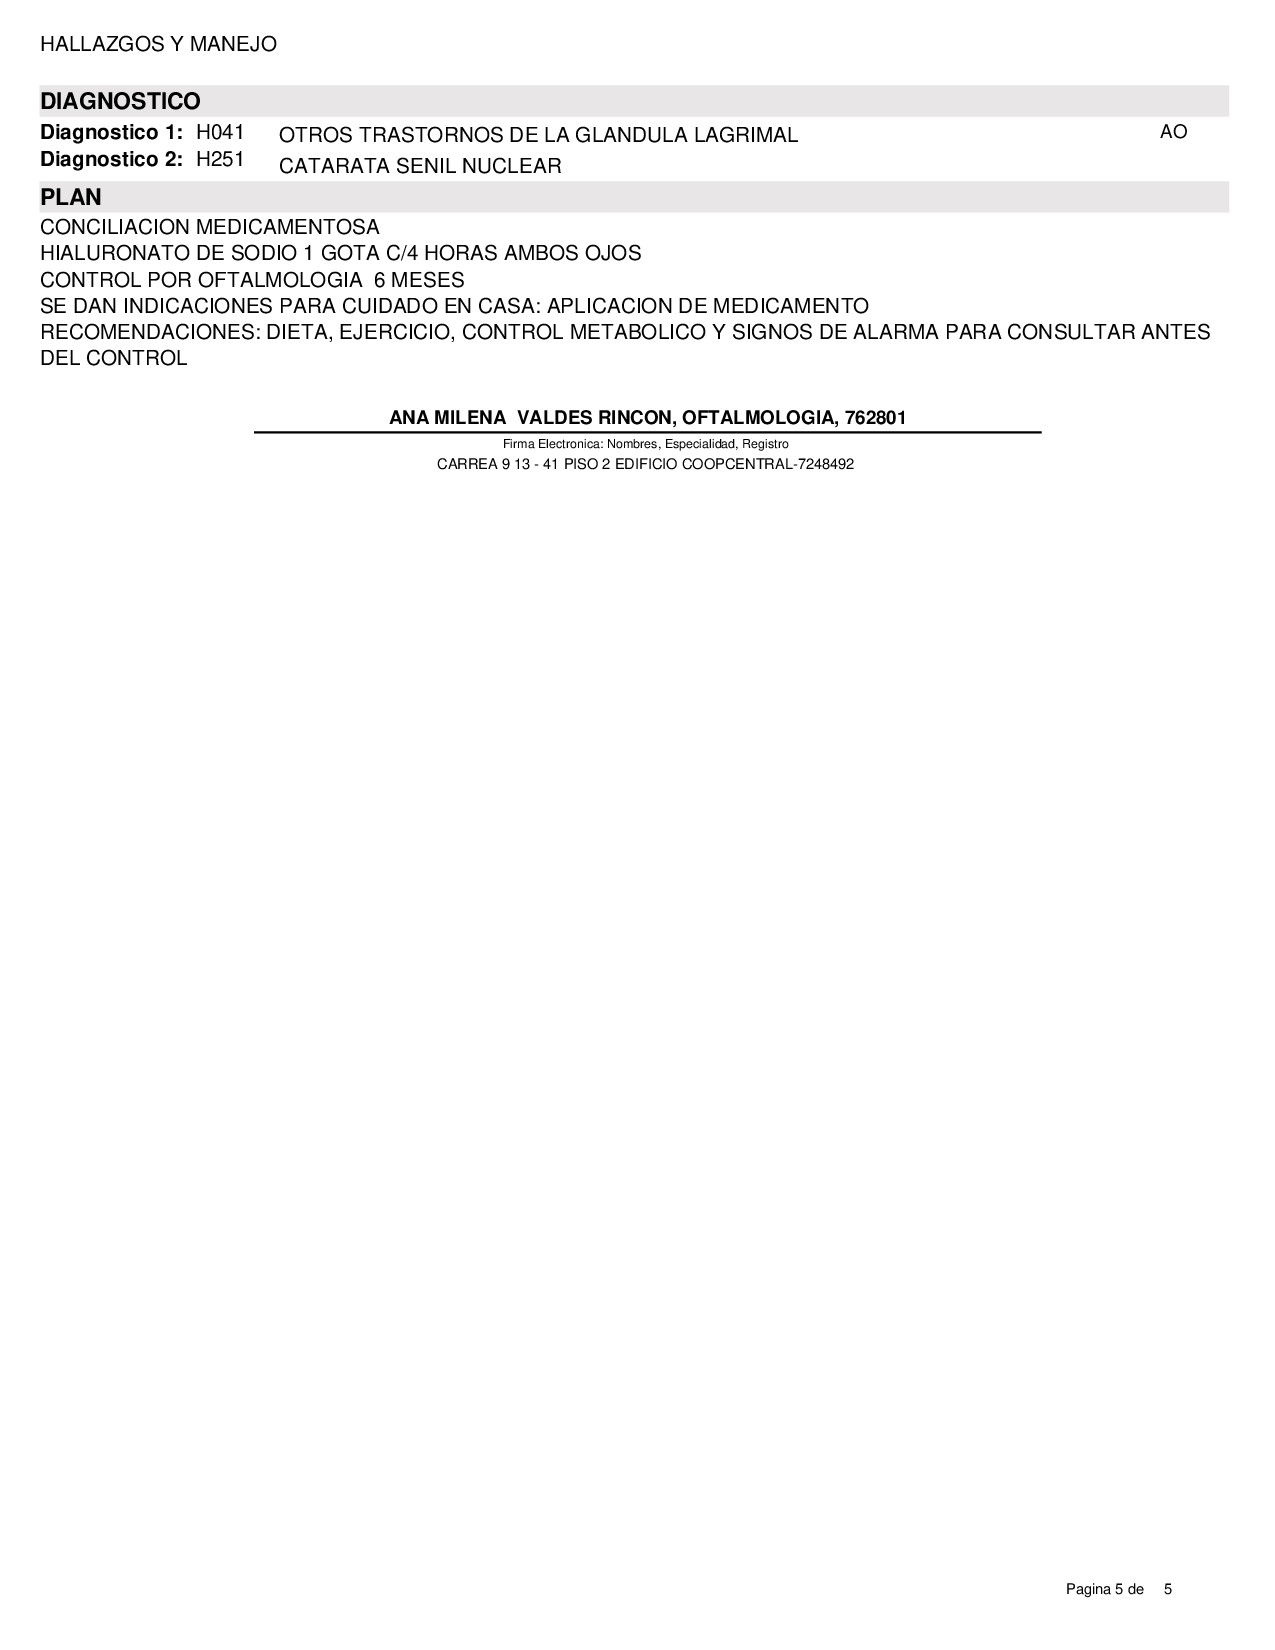 HALLAZGOS Y MANEJO
DIAGNOSTICO
Diagnostico 1: H041 OTROS TRASTORNOS DE LA GLANDULA LAGRIMAL AO
Diagnostico 2: H251 CATARATA SENIL NUCLEAR
PLAN
CONCILIACION MEDICAMENTOSA
HIALURONATO DE SODIO 1 GOTA C/4 HORAS AMBOS OJOS
CONTROL POR OFTALMOLOGIA 6 MESES
SE DAN INDICACIONES PARA CUIDADO EN CASA: APLICACION DE MEDICAMENTO
RECOMENDACIONES: DIETA, EJERCICIO, CONTROL METABOLICO Y SIGNOS DE ALARMA PARA CONSULTAR ANTES
DEL CONTROL
ANA MILENA VALDES RINCON, OFTALMOLOGIA, 762801
Firma Electronica: Nombres, Especialidad, Registro
CARREA 9 13 - 41 PISO 2 EDIFICIO COOPCENTRAL-7248492
Pagina 5 de 5